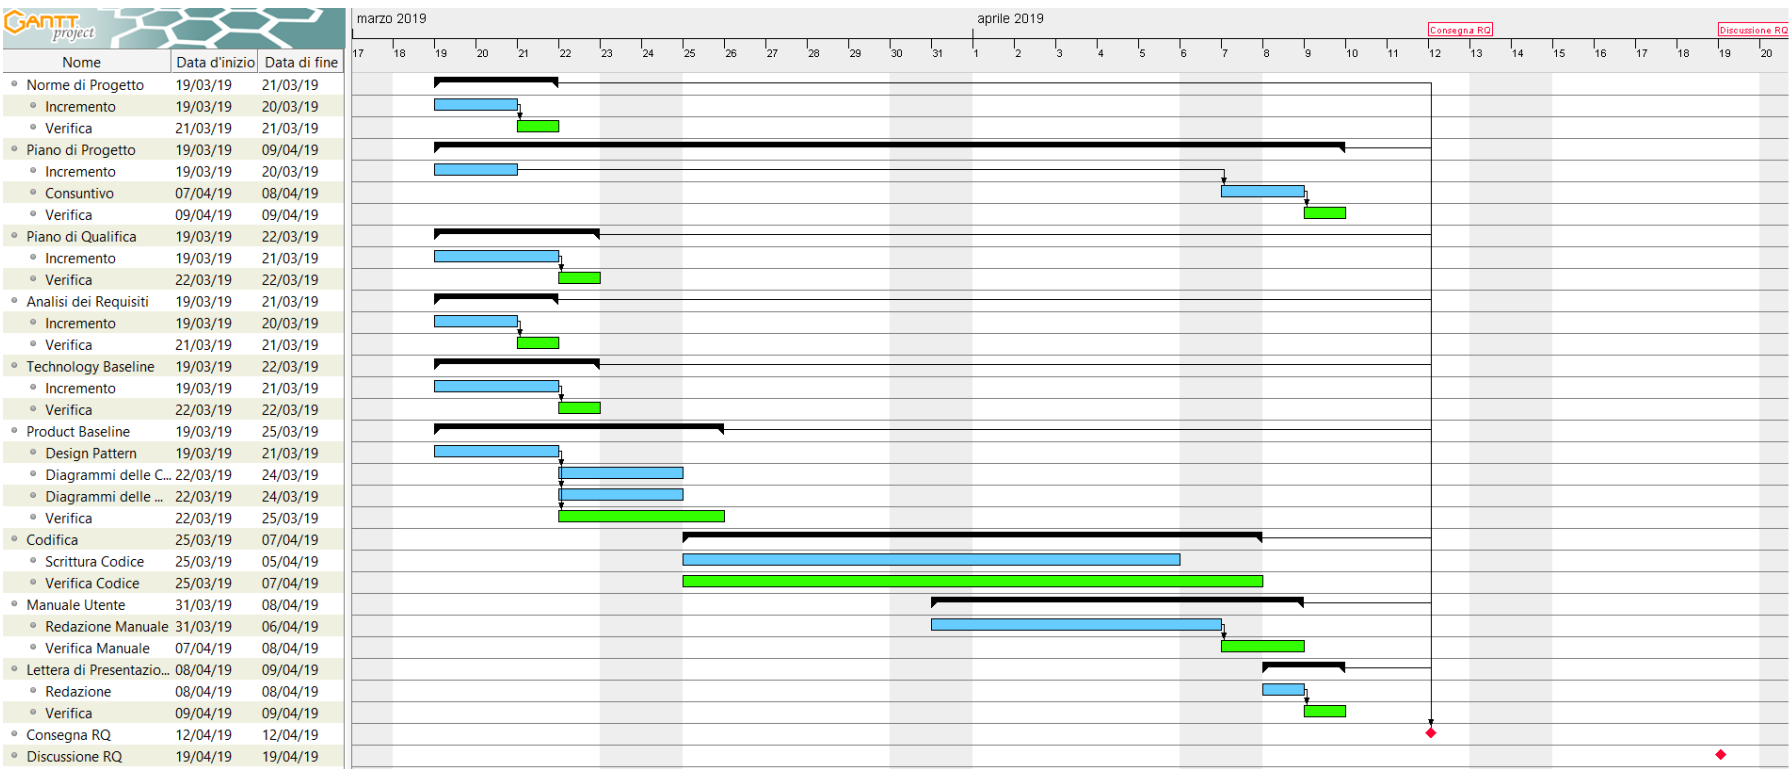 GANTT
project
marzo 2019
aprile 2019
Consegna RQ
Discussione RQ
17 18 19 20 21 22 23 24 25 26 27 28 29 30 31 1 2 3 4 5 6 7 8 9 10 11 12 13 14 15 16 17 18 19 20
Nome Data d'inizio Data di fine
Norme di Progetto 19/03/19 21/03/19
Incremento 19/03/19 20/03/19
Verifica 21/03/19 21/03/19
Piano di Progetto 19/03/19 09/04/19
Incremento 19/03/19 20/03/19
Consuntivo 07/04/19 08/04/19
Verifica 09/04/19 09/04/19
Piano di Qualifica 19/03/19 22/03/19
Incremento 19/03/19 21/03/19
Verifica 22/03/19 22/03/19
Analisi dei Requisiti 19/03/19 21/03/19
Incremento 19/03/19 20/03/19
Verifica 21/03/19 21/03/19
Technology Baseline 19/03/19 22/03/19
Incremento 19/03/19 21/03/19
Verifica 22/03/19 22/03/19
Product Baseline 19/03/19 25/03/19
Design Pattern 19/03/19 21/03/19
Diagrammi delle C... 22/03/19 24/03/19
Diagrammi delle ... 22/03/19 24/03/19
Verifica 22/03/19 25/03/19
Codifica 25/03/19 07/04/19
Scrittura Codice 25/03/19 05/04/19
Verifica Codice 25/03/19 07/04/19
Manuale Utente 31/03/19 08/04/19
Redazione Manuale 31/03/19 06/04/19
Verifica Manuale 07/04/19 08/04/19
Lettera di Presentazio... 08/04/19 09/04/19
Redazione 08/04/19 08/04/19
Verifica 09/04/19 09/04/19
Consegna RQ 12/04/19 12/04/19
Discussione RQ 19/04/19 19/04/19